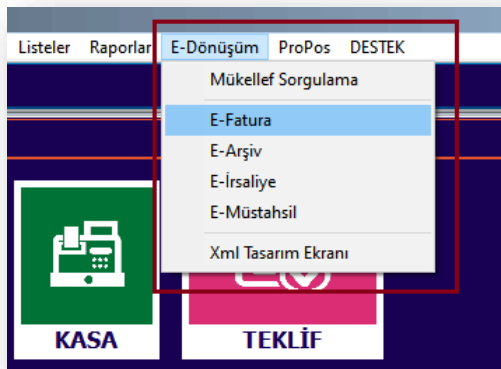 Listeler Raporlar E-Dönüşüm ProPos DESTEK
Mükellef Sorgulama
E-Fatura
E-Arşiv
E-İrsaliye
E-Müstahsil
Xml Tasarım Ekranı
KASA TEKLİF